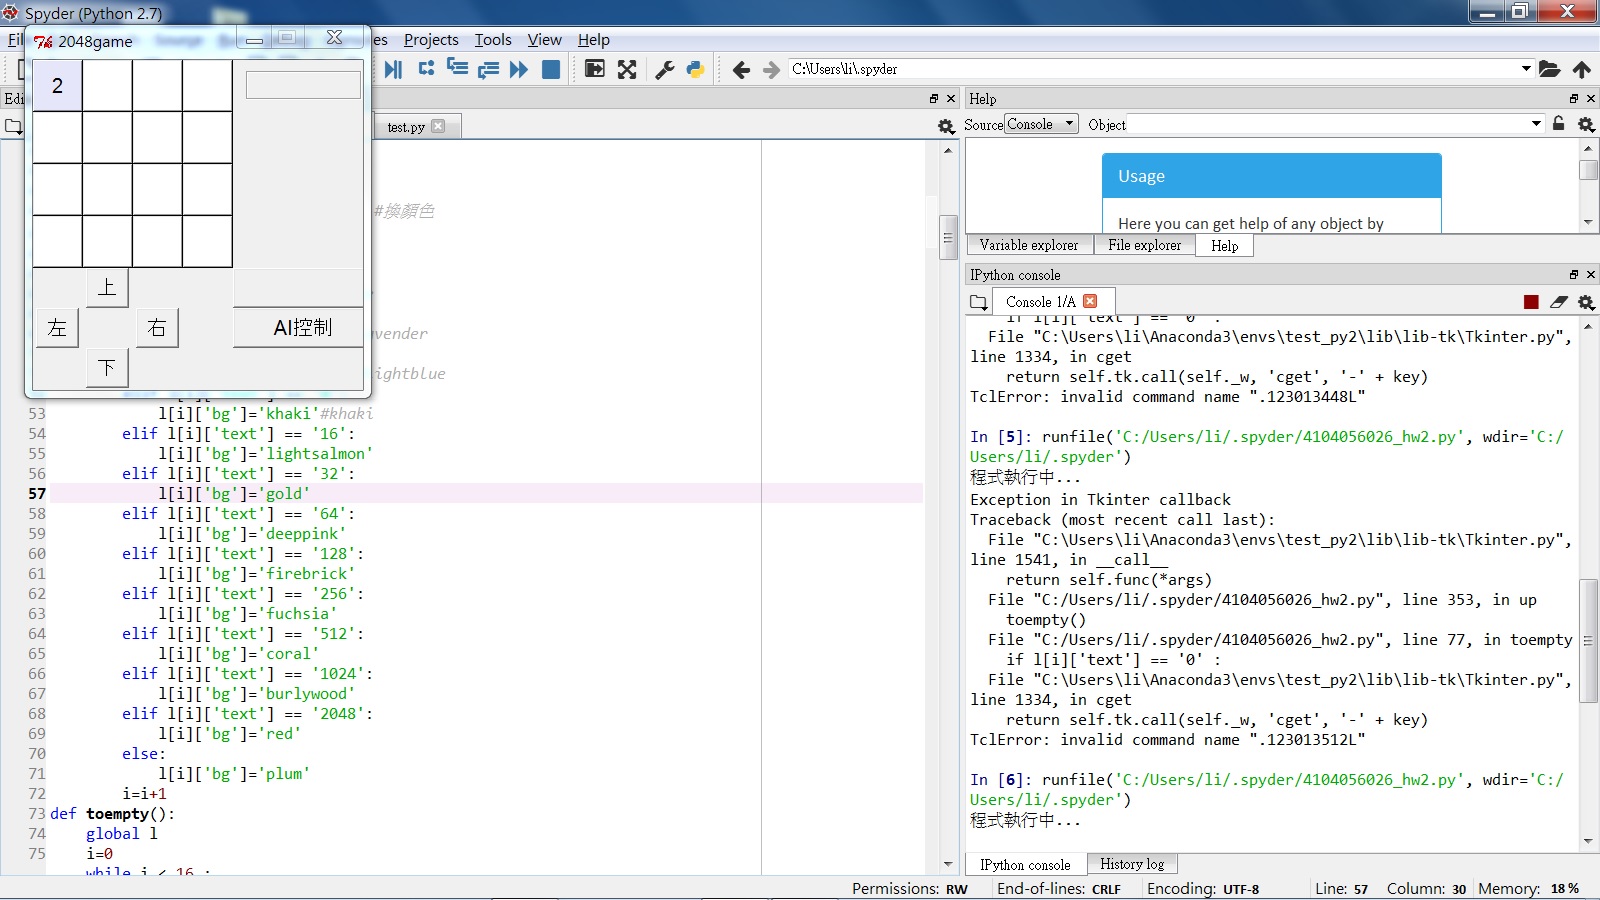 Spyder (Python 2.7)
2048game
es Projects Tools View Help
2
上
左
右
AI控制
下
C:\Users\li\.spyder
test.py
#換顏色
vender
ightblue
53 l[i]['bg']='khaki'#khaki
54 elif l[i]['text'] == '16':
55 l[i]['bg']='lightsalmon'
56 elif l[i]['text'] == '32':
57 l[i]['bg']='gold'
58 elif l[i]['text'] == '64':
59 l[i]['bg']='deeppink'
60 elif l[i]['text'] == '128':
61 l[i]['bg']='firebrick'
62 elif l[i]['text'] == '256':
63 l[i]['bg']='fuchsia'
64 elif l[i]['text'] == '512':
65 l[i]['bg']='coral'
66 elif l[i]['text'] == '1024':
67 l[i]['bg']='burlywood'
68 elif l[i]['text'] == '2048':
69 l[i]['bg']='red'
70 else:
71 l[i]['bg']='plum'
72 i=i+1
73 def toempty():
74 global l
75 i=0
while i < 16 :
Help
Source Console Object
Usage
Here you can get help of any object by
Variable explorer File explorer Help
IPython console
Console 1/A
if l[i]['text'] == '0' :
File "C:\Users\li\Anaconda3\envs\test_py2\lib\lib-tk\Tkinter.py",
line 1334, in cget
return self.tk.call(self._w, 'cget', '-' + key)
TclError: invalid command name ".123013448L"
In [5]: runfile('C:/Users/li/.spyder/4104056026_hw2.py', wdir='C:/
Users/li/.spyder')
程式執行中...
Exception in Tkinter callback
Traceback (most recent call last):
File "C:\Users\li\Anaconda3\envs\test_py2\lib\lib-tk\Tkinter.py",
line 1541, in __call__
return self.func(*args)
File "C:/Users/li/.spyder/4104056026_hw2.py", line 353, in up
toempty()
File "C:/Users/li/.spyder/4104056026_hw2.py", line 77, in toempty
if l[i]['text'] == '0' :
File "C:\Users\li\Anaconda3\envs\test_py2\lib\lib-tk\Tkinter.py",
line 1334, in cget
return self.tk.call(self._w, 'cget', '-' + key)
TclError: invalid command name ".123013512L"
In [6]: runfile('C:/Users/li/.spyder/4104056026_hw2.py', wdir='C:/
Users/li/.spyder')
程式執行中...
IPython console History log
Permissions: RW End-of-lines: CRLF Encoding: UTF-8 Line: 57 Column: 30 Memory: 18 %